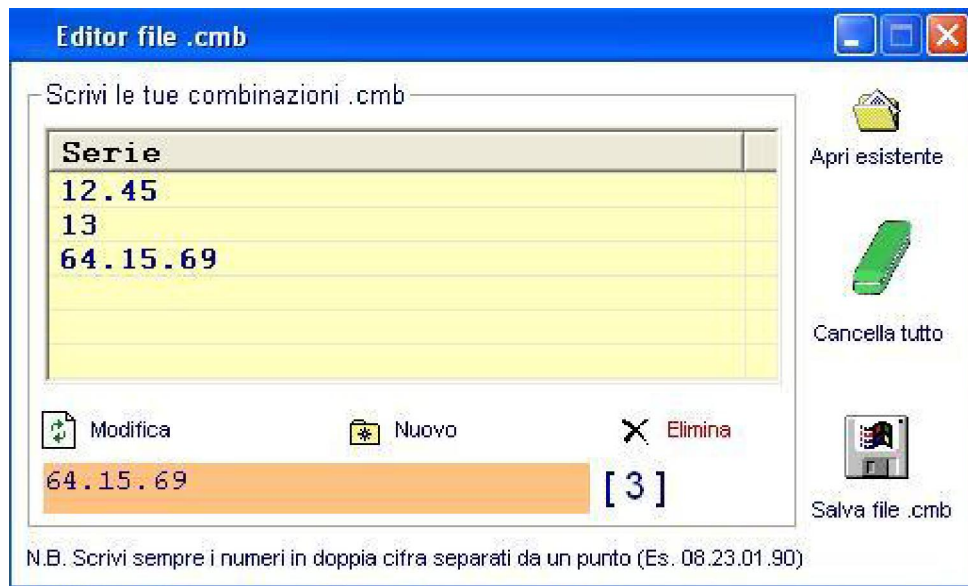 Editor file .cmb
Scrivi le tue combinazioni .cmb
Serie
12.45
13
64.15.69
Modifica
Nuovo
Elimina
64.15.69
[ 3 ]
Apri esistente
Cancella tutto
Salva file .cmb
N.B. Scrivi sempre i numeri in doppia cifra separati da un punto (Es. 08.23.01.90)